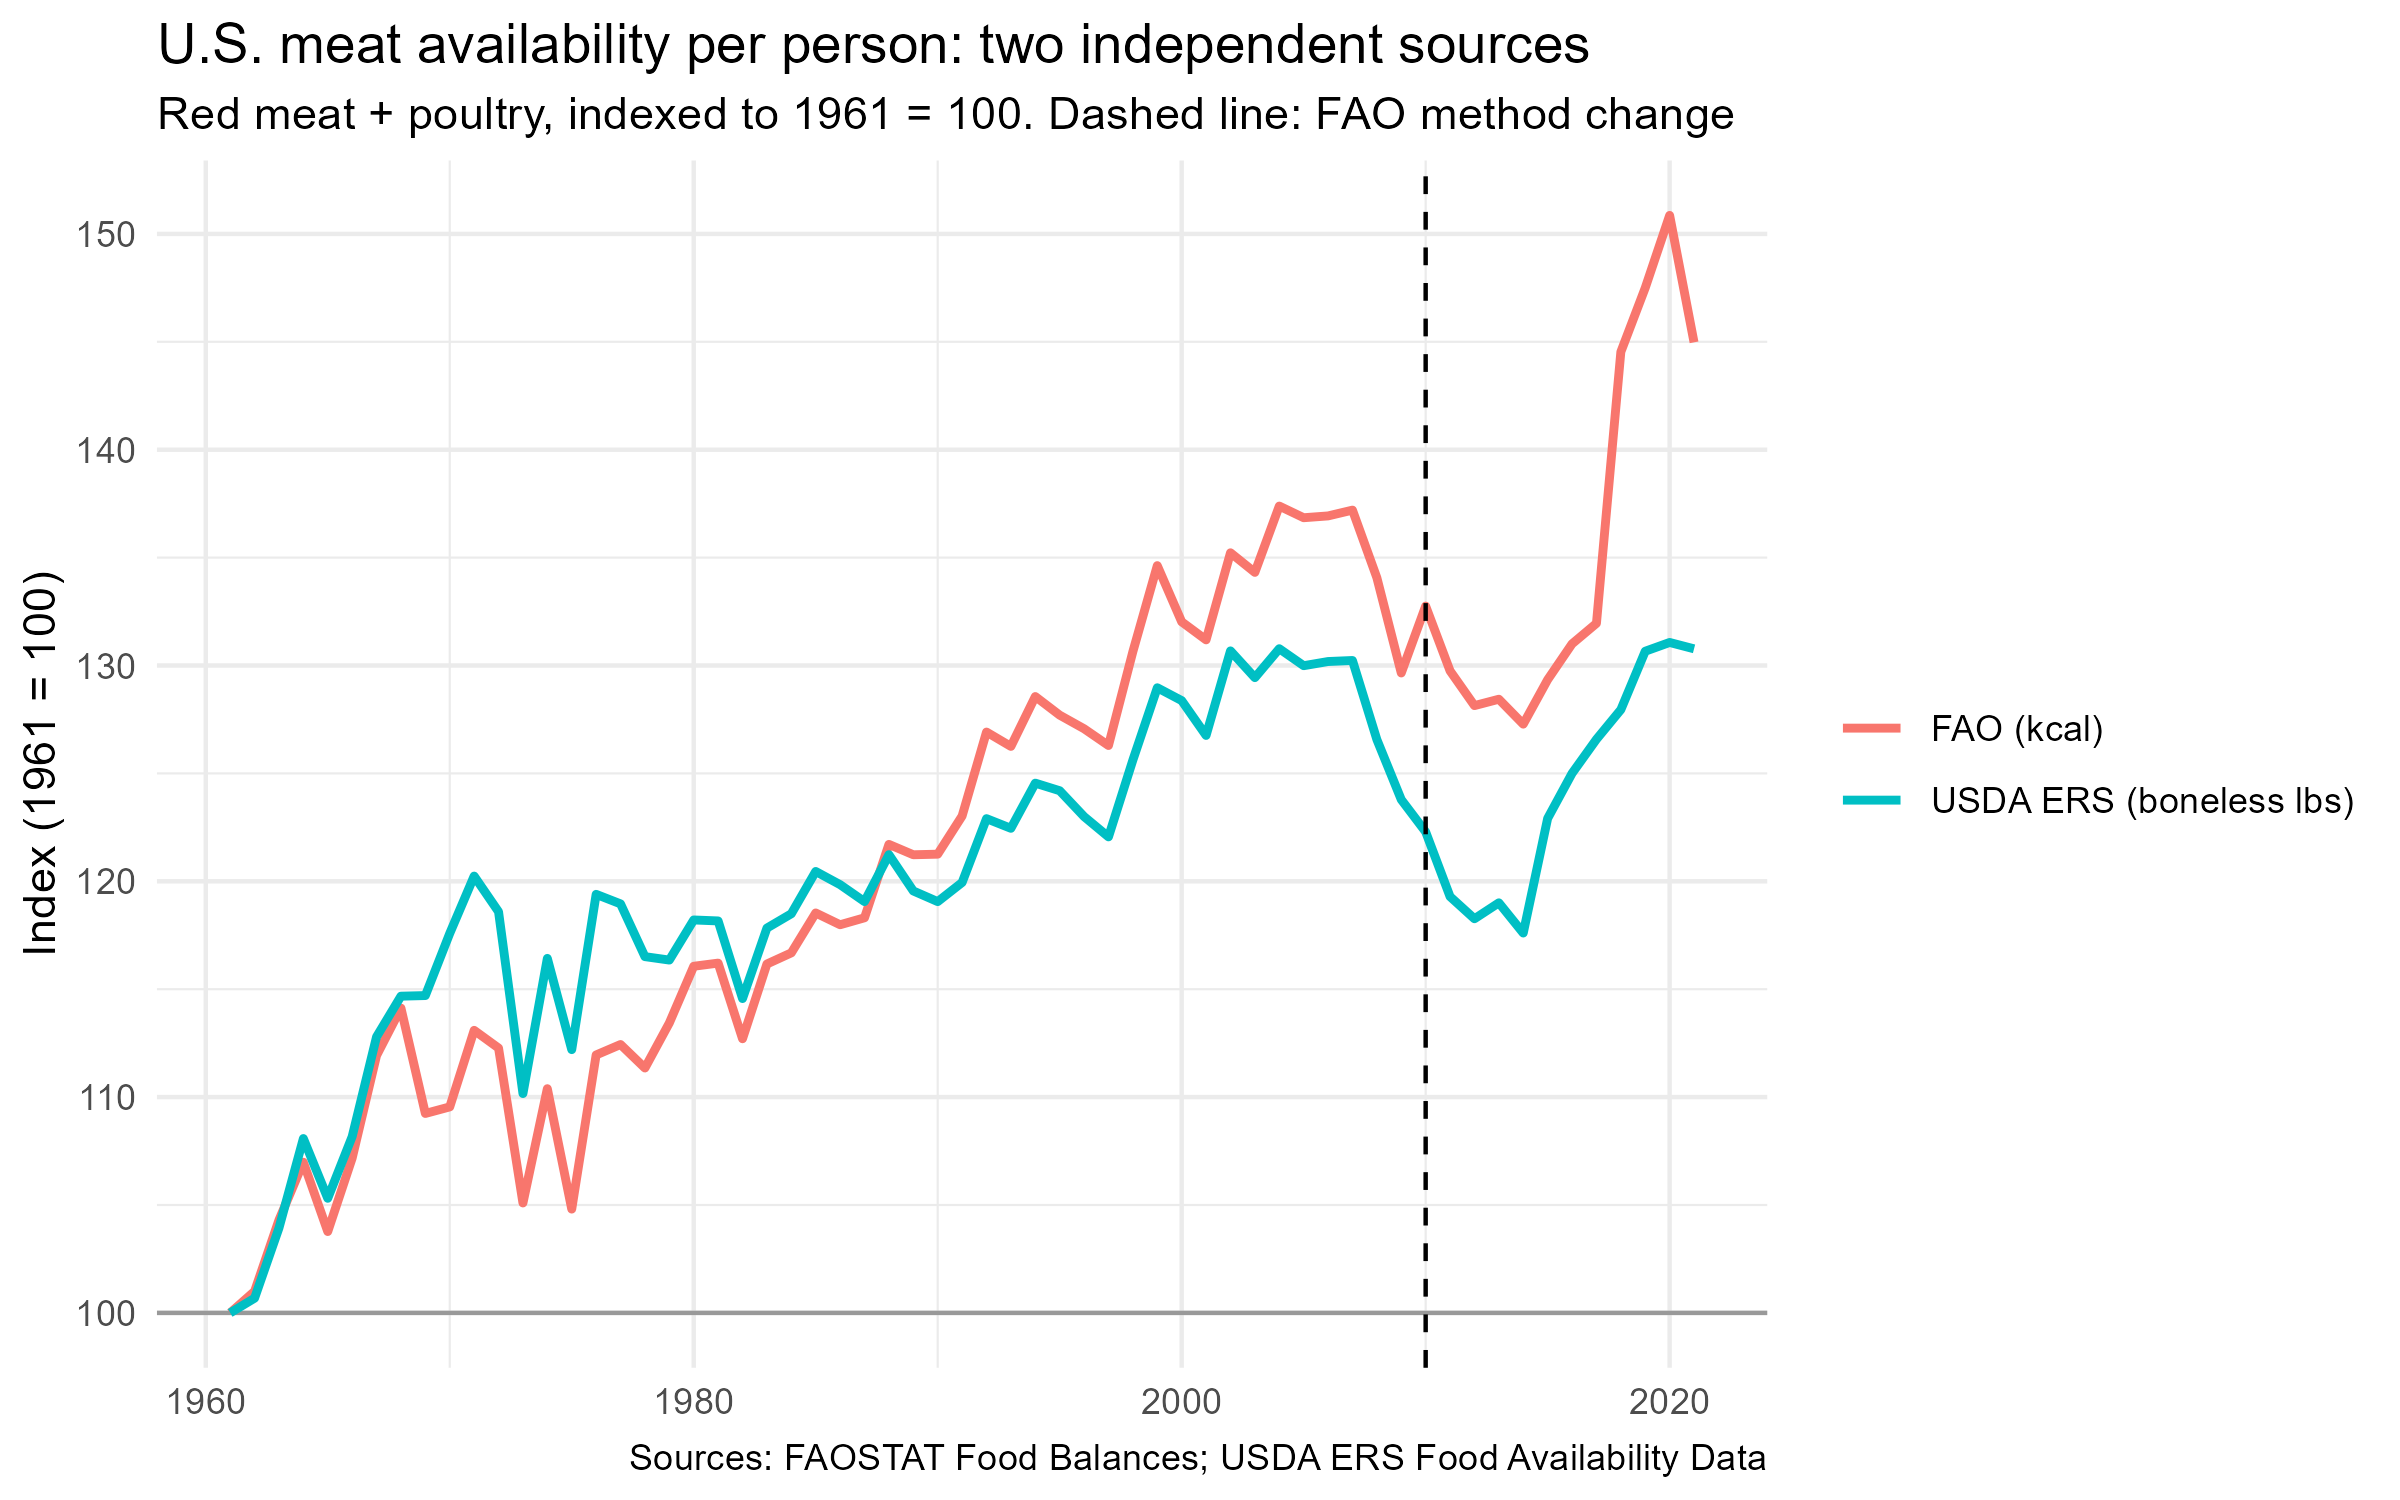 U.S. meat availability per person: two independent sources
Red meat + poultry, indexed to 1961 = 100. Dashed line: FAO method change
Index (1961 = 100)
150
140
130
120
110
100
1960
1980
2000
2020
FAO (kcal)
USDA ERS (boneless lbs)
Sources: FAOSTAT Food Balances; USDA ERS Food Availability Data